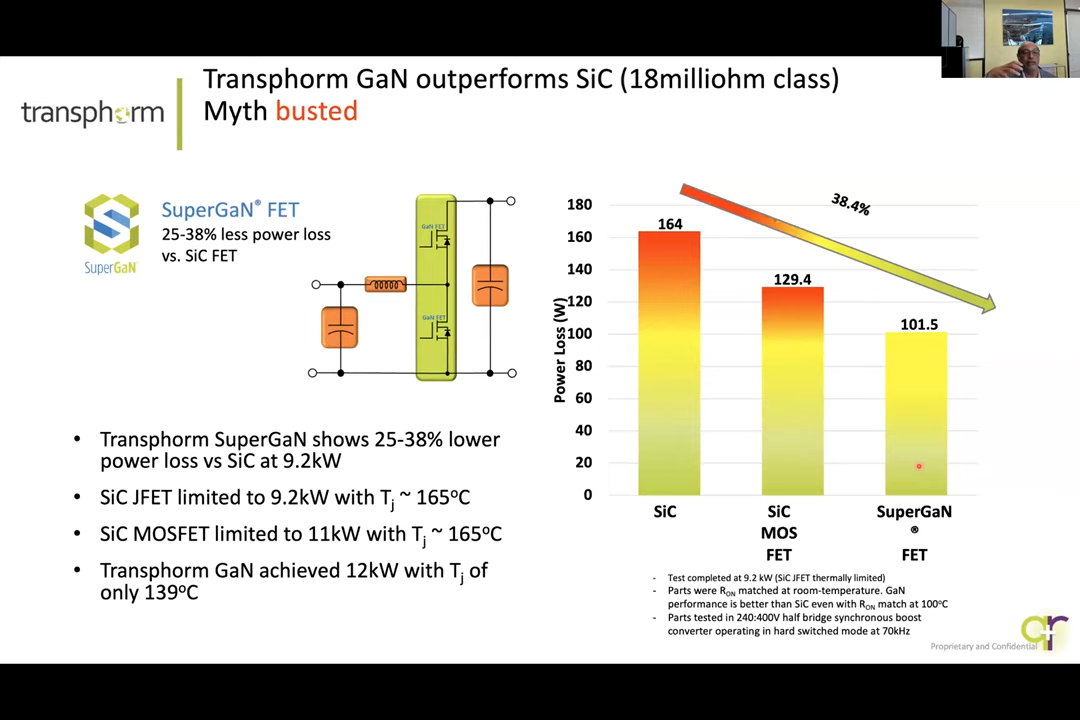 Transphorm GaN outperforms SiC (18milliohm class)
transphorm
Myth busted
SuperGaN® FET
25-38% less power loss
vs. SiC FET
SuperGaN
GaN FET
GaN FET
• Transphorm SuperGaN shows 25-38% lower
power loss vs SiC at 9.2kW
• SiC JFET limited to 9.2kW with Tj ~ 165ºC
• SiC MOSFET limited to 11kW with Tj ~ 165ºC
• Transphorm GaN achieved 12kW with Tj of
only 139ºC
38.4%
Power Loss (W)
180
160
140
120
100
80
60
40
20
0
164
129.4
101.5
SiC
SiC
MOS
FET
SuperGaN
®
FET
- Test completed at 9.2 kW (SiC JFET thermally limited)
- Parts were RON matched at room-temperature. GaN
performance is better than SiC even with RON match at 100ºC
- Parts tested in 240:400V half bridge synchronous boost
converter operating in hard switched mode at 70kHz
Proprietary and Confidential